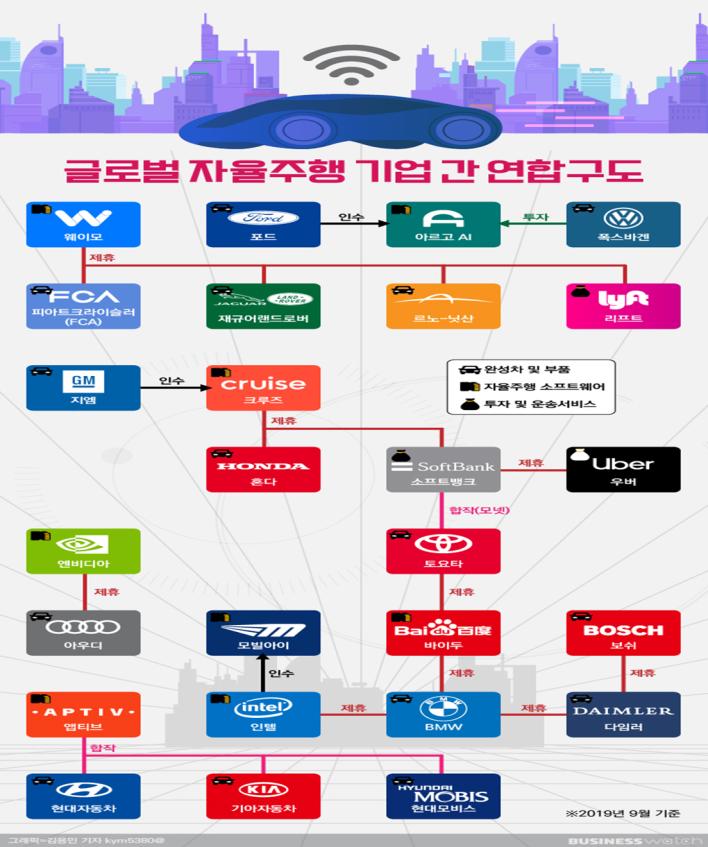 글로벌 자율주행 기업 간 연합구도
웨이모
Ford
포드
인수
아르고 AI
투자
폭스바겐
제휴
FCA
피아트크라이슬러
(FCA)
JAGUAR
LAND-
ROVER
재규어랜드로버
르노-닛산
lyft
리프트
GM
지엠
인수
cruise
크루즈
완성차 및 부품
자율주행 소프트웨어
투자 및 운송서비스
제휴
HONDA
혼다
SoftBank
소프트뱅크
제휴
Uber
우버
합작(모넷)
엔비디아
토요타
제휴
제휴
아우디
모빌아이
Bai du 百度
바이두
BOSCH
보쉬
인수
제휴
제휴
·APTIV·
앱티브
intel
인텔
제휴
BMW
BMW
제휴
DAIMLER
다임러
합작
현대자동차
KIA
기아자동차
HYUNDAI
MOBIS
현대모비스
※2019년 9월 기준
그래픽=김용민 기자 kym5380@
BUSINESSwatch